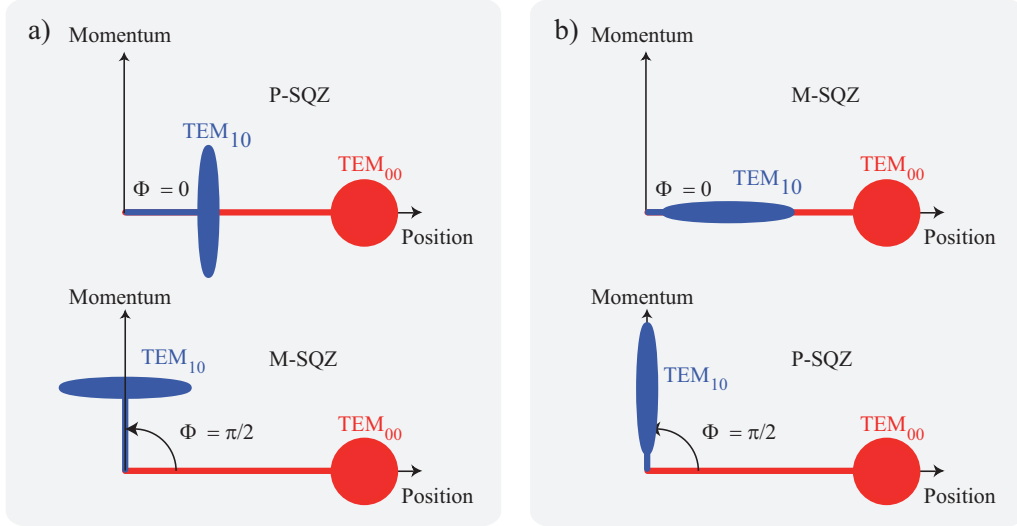 a)
Momentum
P-SQZ
TEM10
TEM00
Φ = 0
Position
Momentum
TEM10
M-SQZ
TEM00
Φ = π/2
Position
b)
Momentum
M-SQZ
TEM10
TEM00
Φ = 0
Position
Momentum
P-SQZ
TEM10
TEM00
Φ = π/2
Position